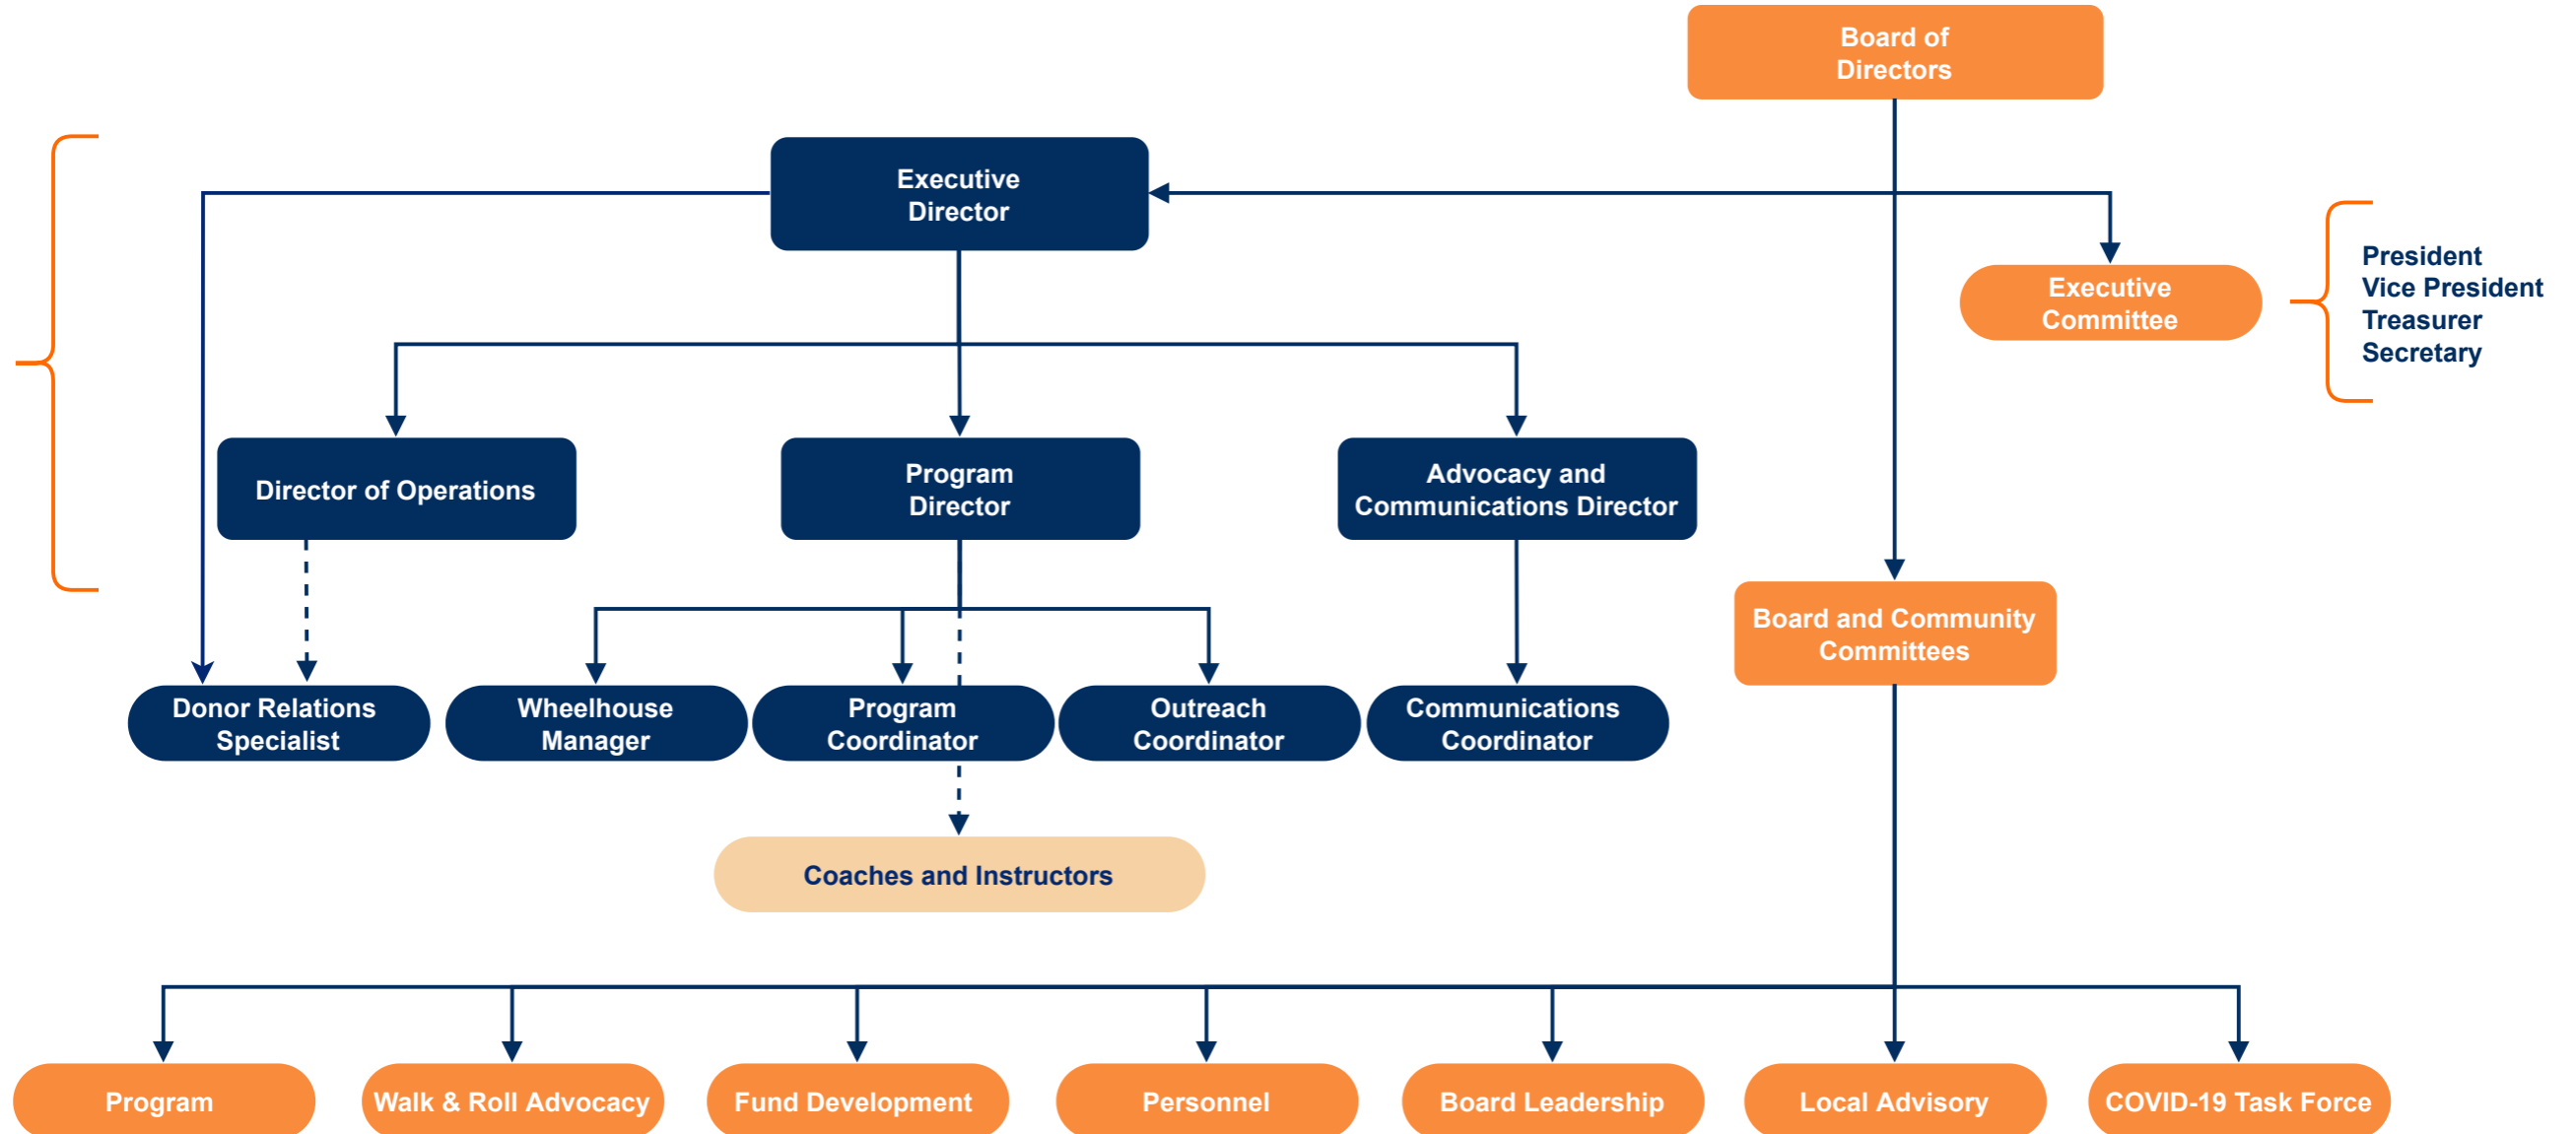 Board of
Directors
Executive
Director
President
Vice President
Treasurer
Secretary
Executive
Committee
Director of Operations
Program
Director
Advocacy and
Communications Director
Board and Community
Committees
Donor Relations
Specialist
Wheelhouse
Manager
Program
Coordinator
Outreach
Coordinator
Communications
Coordinator
Coaches and Instructors
Program
Walk & Roll Advocacy
Fund Development
Personnel
Board Leadership
Local Advisory
COVID-19 Task Force